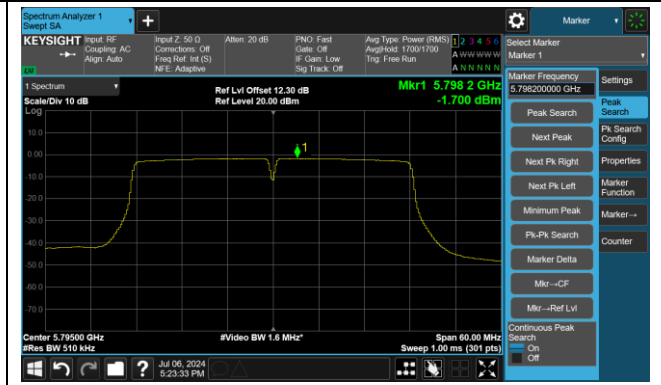 Spectrum Analyzer 1
Swept SA
+
Marker
KEYSIGHT
Input: RF
Coupling: AC
Align: Auto
Input Z: 50 Ω
Corrections: Off
Freq Ref: Int (S)
NFE: Adaptive
Atten: 20 dB
PNO: Fast
Gate: Off
IF Gain: Low
Sig Track: Off
Avg Type: Power (RMS)
Avg|Hold: 1700/1700
Trig: Free Run
1 2 3 4 5 6
A W W W W W
A N N N N N
Select Marker
Marker 1
1 Spectrum
Scale/Div 10 dB
Log
Ref Lvl Offset 12.30 dB
Ref Level 20.00 dBm
Mkr1 5.798 2 GHz
-1.700 dBm
10.0
0.00
-10.0
-20.0
-30.0
-40.0
-50.0
-60.0
-70.0
1
Center 5.79500 GHz
#Res BW 510 kHz
#Video BW 1.6 MHz*
Span 60.00 MHz
Sweep 1.00 ms (301 pts)
Marker Frequency
5.798200000 GHz
Peak Search
Next Peak
Next Pk Right
Next Pk Left
Minimum Peak
Pk-Pk Search
Marker Delta
Mkr→CF
Mkr→Ref Lvl
Continuous Peak
Search
On
Off
Settings
Peak
Search
Pk Search
Config
Properties
Marker
Function
Marker→
Counter
?
Jul 06, 2024
5:23:33 PM